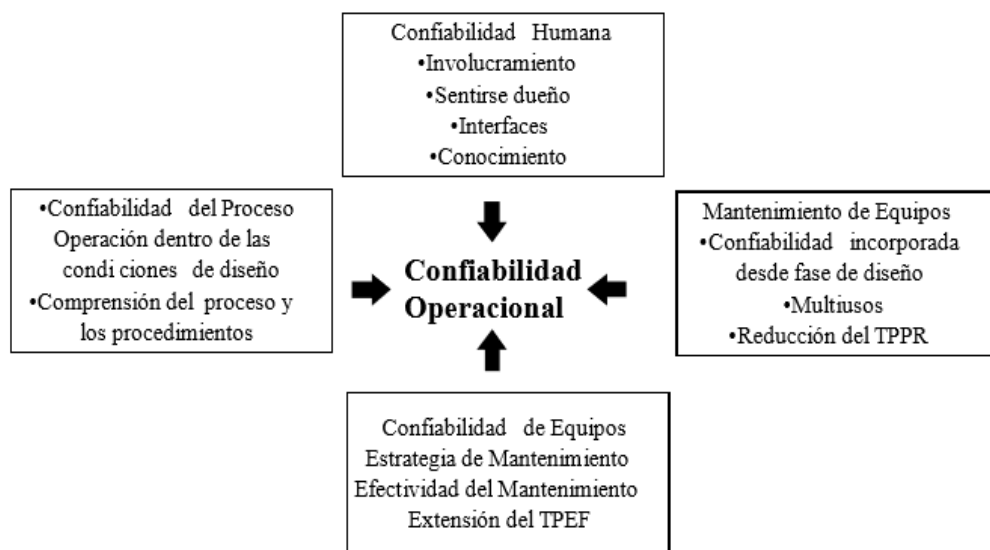 Confiabilidad Humana
•Involucramiento
•Sentirse dueño
•Interfaces
•Conocimiento
•Confiabilidad del Proceso
Operación dentro de las
condi ciones de diseño
•Comprensión del proceso y
los procedimientos
Confiabilidad
Operacional
Mantenimiento de Equipos
•Confiabilidad incorporada
desde fase de diseño
•Multiusos
•Reducción del TPPR
Confiabilidad de Equipos
Estrategia de Mantenimiento
Efectividad del Mantenimiento
Extensión del TPEF